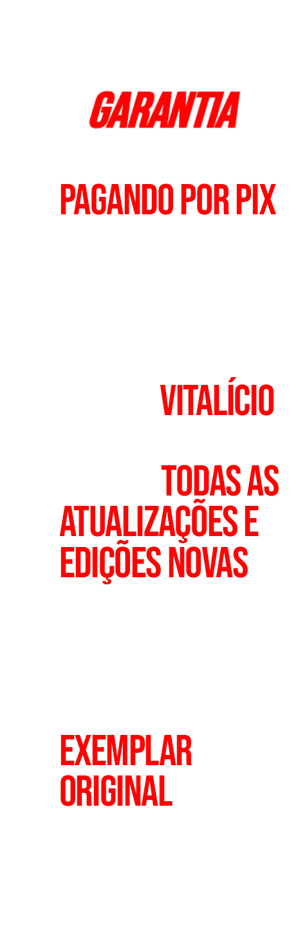 GARANTIA
PAGANDO POR PIX
VITALÍCIO
TODAS AS
ATUALIZAÇÕES E
EDIÇÕES NOVAS
EXEMPLAR
ORIGINAL